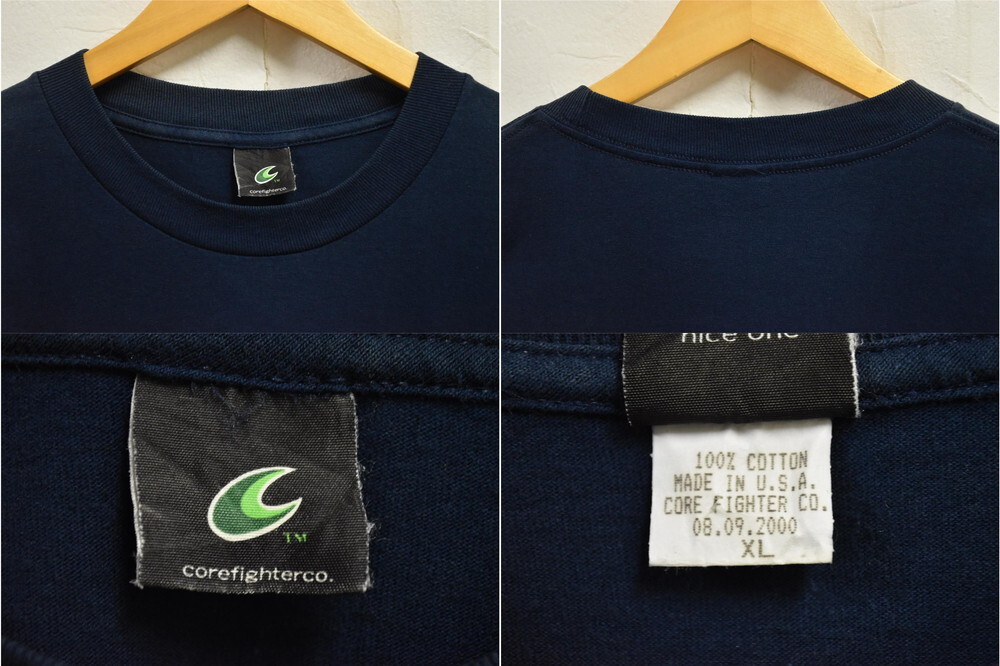 corefighterco.
nice one
TM
corefighterco.
100% COTTON
MADE IN U.S.A.
CORE FIGHTER CO.
08.09.2000
XL